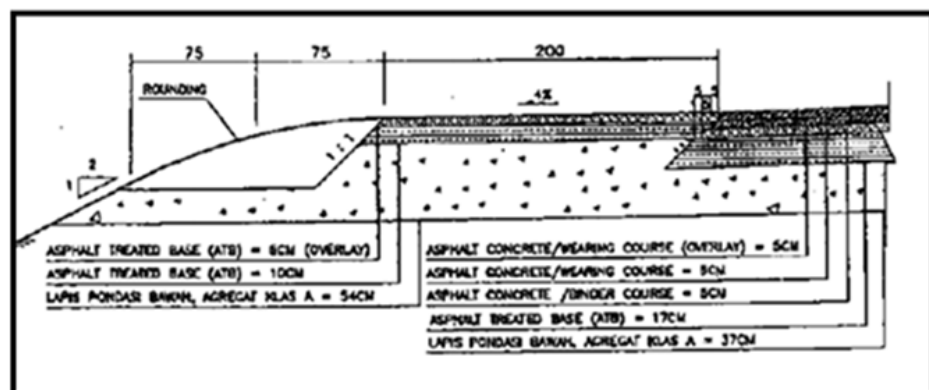 75 75 200
ROUNDING
4%
2
1
ASPHALT TREATED BASE (ATB) = 5CM (OVERLAY)
ASPHALT TREATED BASE (ATB) = 10CM
LAPIS PONDASI BAWAH, AGREGAT KLAS A = 54CM
ASPHALT CONCRETE/WEARING COURSE (OVERLAY) = 5CM
ASPHALT CONCRETE/WEARING COURSE = 5CM
ASPHALT CONCRETE /BINDER COURSE = 5CM
ASPHALT TREATED BASE (ATB) = 17CM
LAPIS PONDASI BAWAH, AGREGAT KLAS A = 37CM